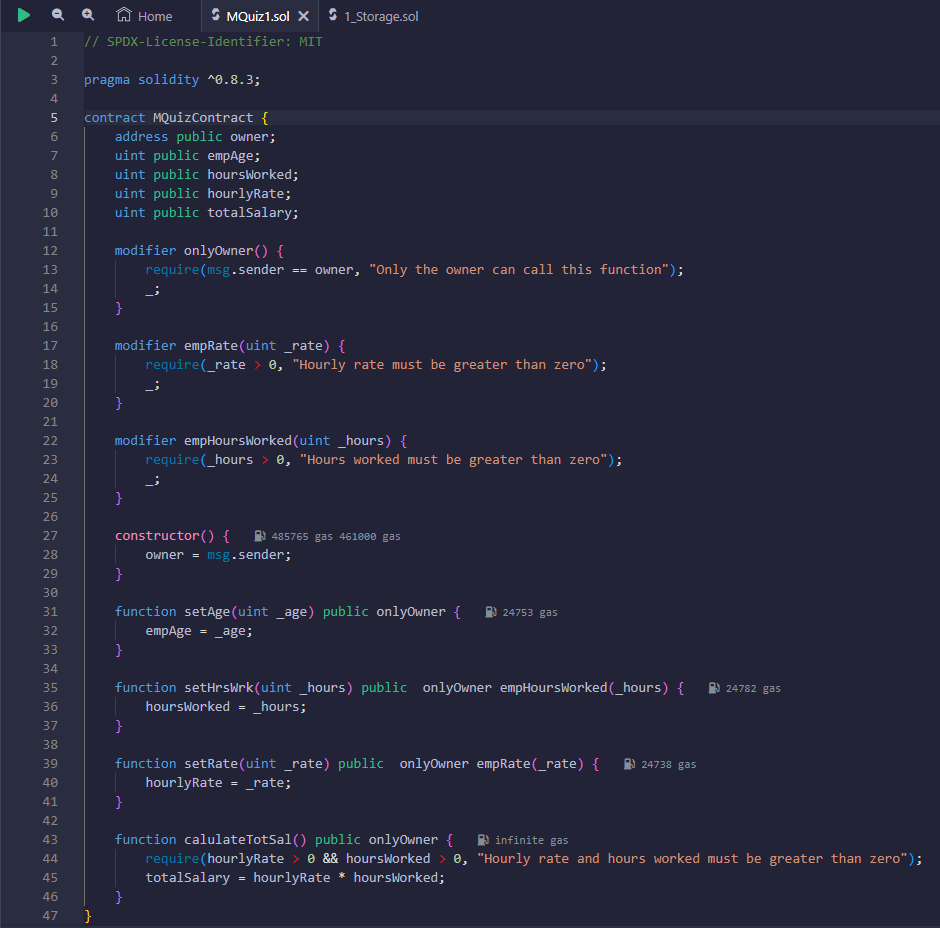 Home MQuiz1.sol 1_Storage.sol
1 // SPDX-License-Identifier: MIT
2
3 pragma solidity ^0.8.3;
4
5 contract MQuizContract {
6 address public owner;
7 uint public empAge;
8 uint public hoursWorked;
9 uint public hourlyRate;
10 uint public totalSalary;
11
12 modifier onlyOwner() {
13 require(msg.sender == owner, "Only the owner can call this function");
14 _;
15 }
16
17 modifier empRate(uint _rate) {
18 require(_rate > 0, "Hourly rate must be greater than zero");
19 _;
20 }
21
22 modifier empHoursWorked(uint _hours) {
23 require(_hours > 0, "Hours worked must be greater than zero");
24 _;
25 }
26
27 constructor() { 485765 gas 461000 gas
28 owner = msg.sender;
29 }
30
31 function setAge(uint _age) public onlyOwner { 24753 gas
32 empAge = _age;
33 }
34
35 function setHrsWrk(uint _hours) public  onlyOwner empHoursWorked(_hours) { 24782 gas
36 hoursWorked = _hours;
37 }
38
39 function setRate(uint _rate) public  onlyOwner empRate(_rate) { 24738 gas
40 hourlyRate = _rate;
41 }
42
43 function calulateTotSal() public onlyOwner { infinite gas
44 require(hourlyRate > 0 && hoursWorked > 0, "Hourly rate and hours worked must be greater than zero");
45 totalSalary = hourlyRate * hoursWorked;
46 }
47 }